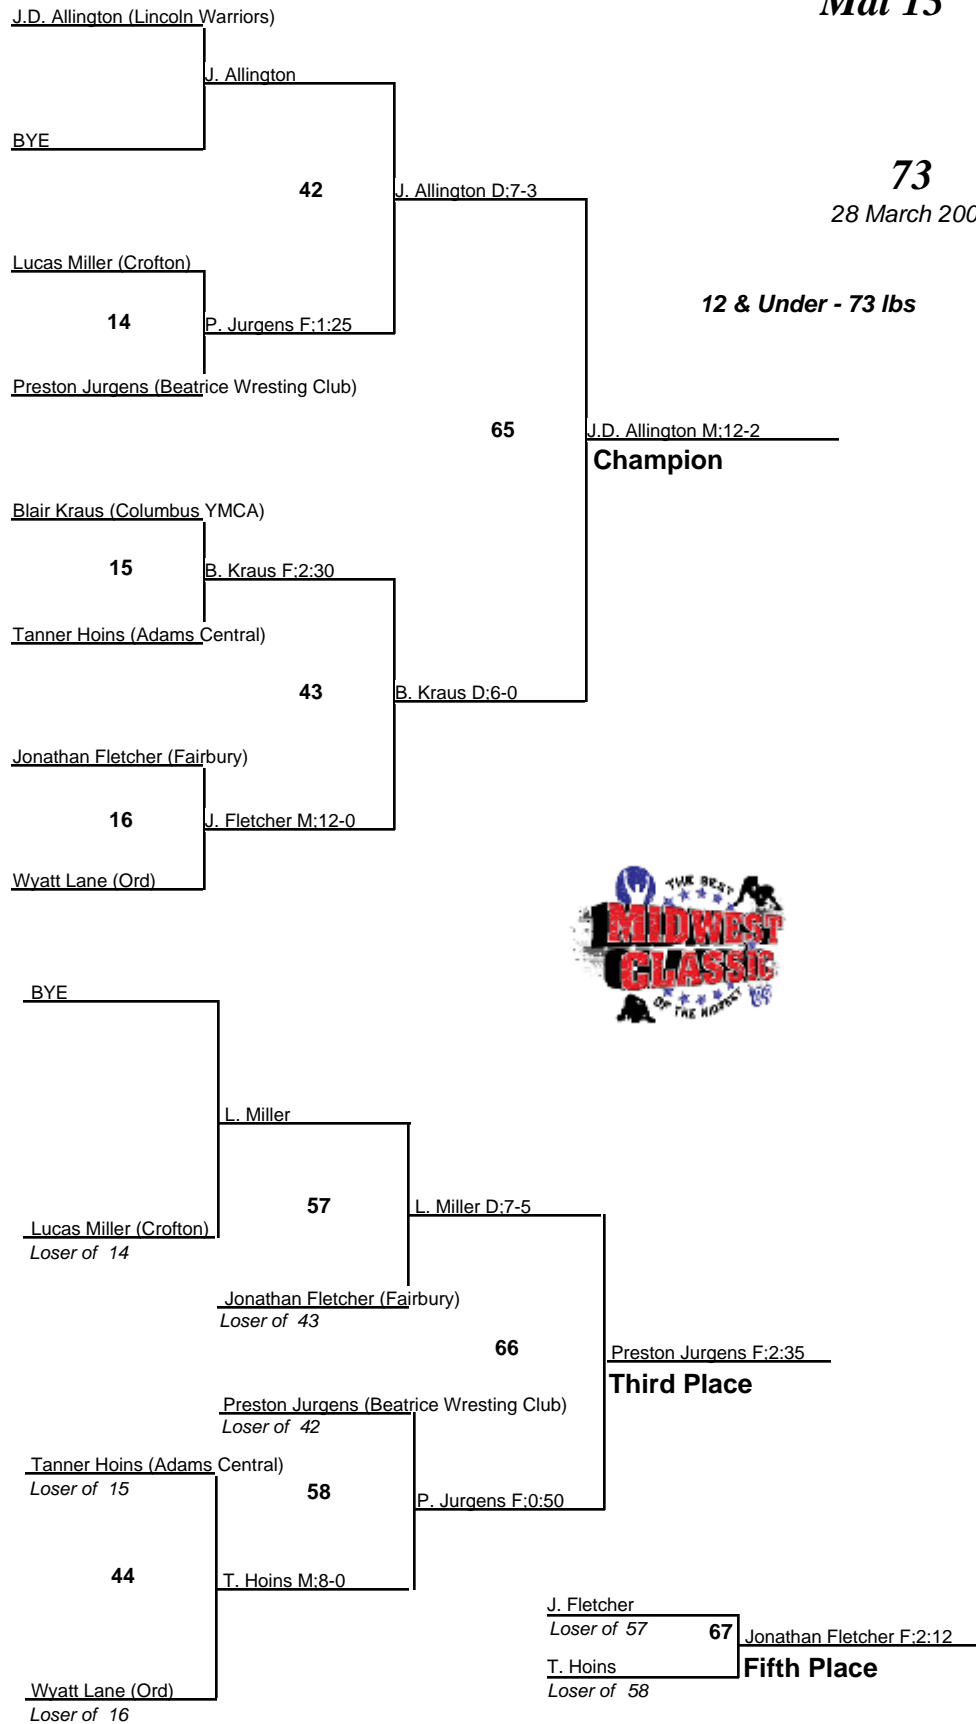 J.D. Allington (Lincoln Warriors)
Mat 15
J. Allington
BYE
42
J. Allington D;7-3
73
28 March 200
Lucas Miller (Crofton)
12 & Under - 73 lbs
14
P. Jurgens F;1:25
Preston Jurgens (Beatrice Wresting Club)
65
J.D. Allington M;12-2
Champion
Blair Kraus (Columbus YMCA)
15
B. Kraus F;2:30
Tanner Hoins (Adams Central)
43
B. Kraus D;6-0
Jonathan Fletcher (Fairbury)
16
J. Fletcher M;12-0
Wyatt Lane (Ord)
THE BEST
MIDWEST
CLASSIC
OF THE MIDWEST
BYE
L. Miller
57
L. Miller D;7-5
Lucas Miller (Crofton)
Loser of 14
Jonathan Fletcher (Fairbury)
Loser of 43
66
Preston Jurgens F;2:35
Third Place
Preston Jurgens (Beatrice Wresting Club)
Loser of 42
Tanner Hoins (Adams Central)
Loser of 15
58
P. Jurgens F;0:50
44
T. Hoins M;8-0
J. Fletcher
Loser of 57
67
Jonathan Fletcher F;2:12
Fifth Place
T. Hoins
Loser of 58
Wyatt Lane (Ord)
Loser of 16